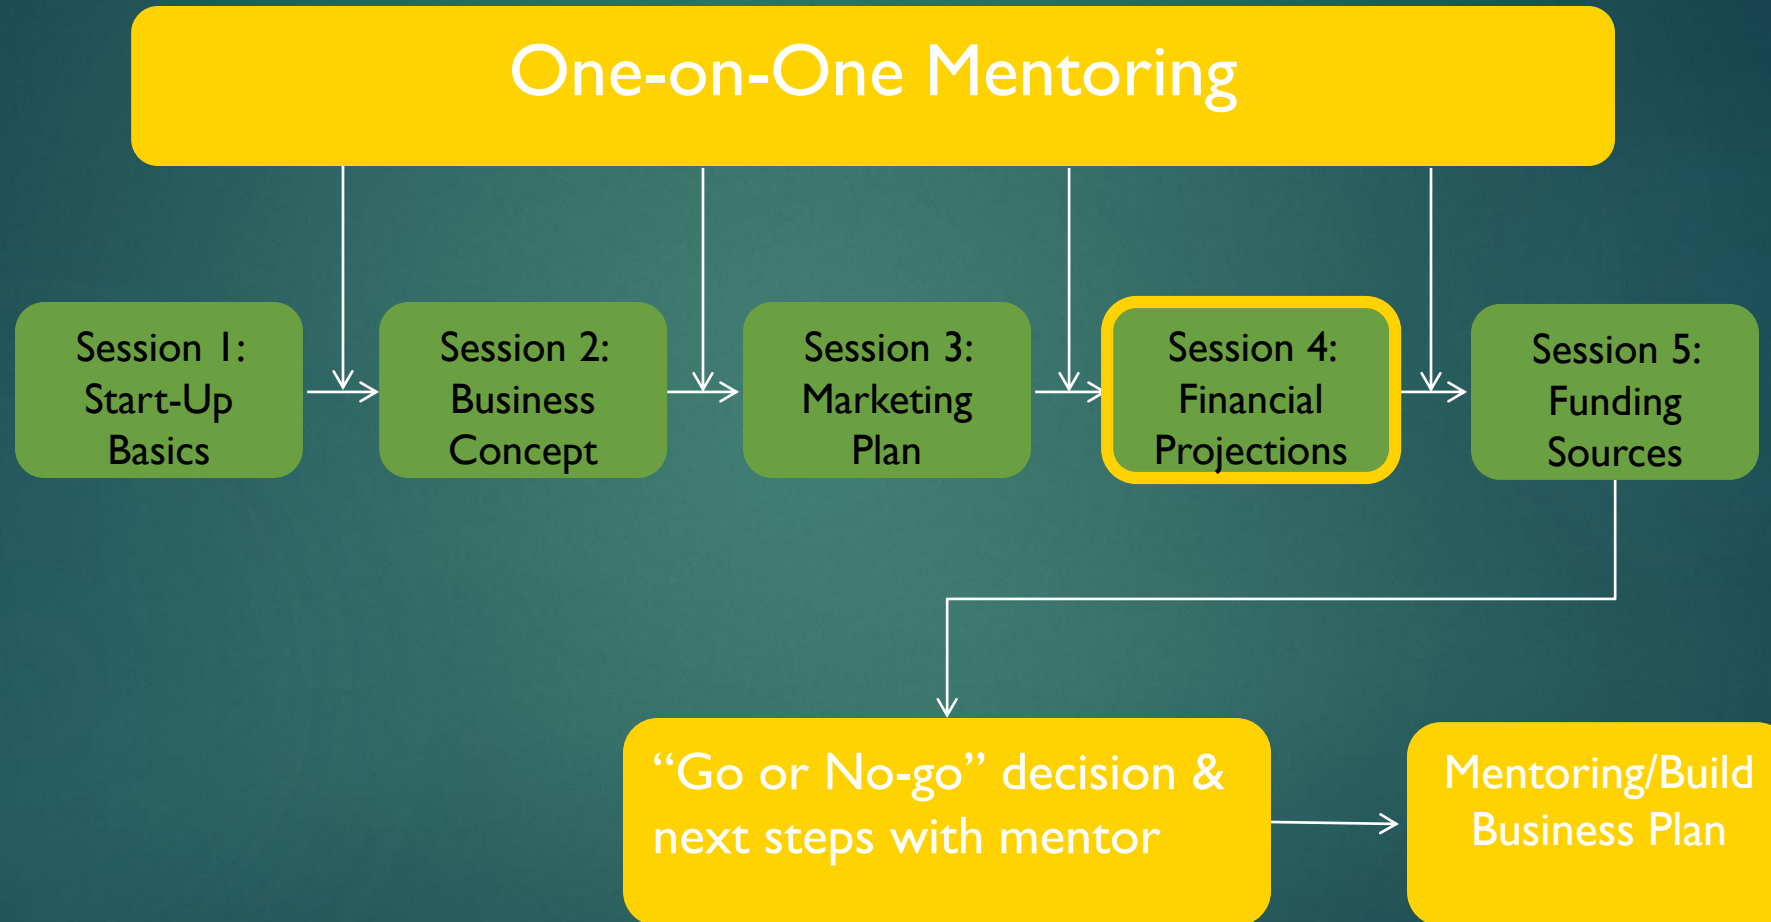 One-on-One Mentoring
Session 1:
Start-Up
Basics
Session 2:
Business
Concept
Session 3:
Marketing
Plan
Session 4:
Financial
Projections
Session 5:
Funding
Sources
“Go or No-go” decision &
next steps with mentor
Mentoring/Build
Business Plan